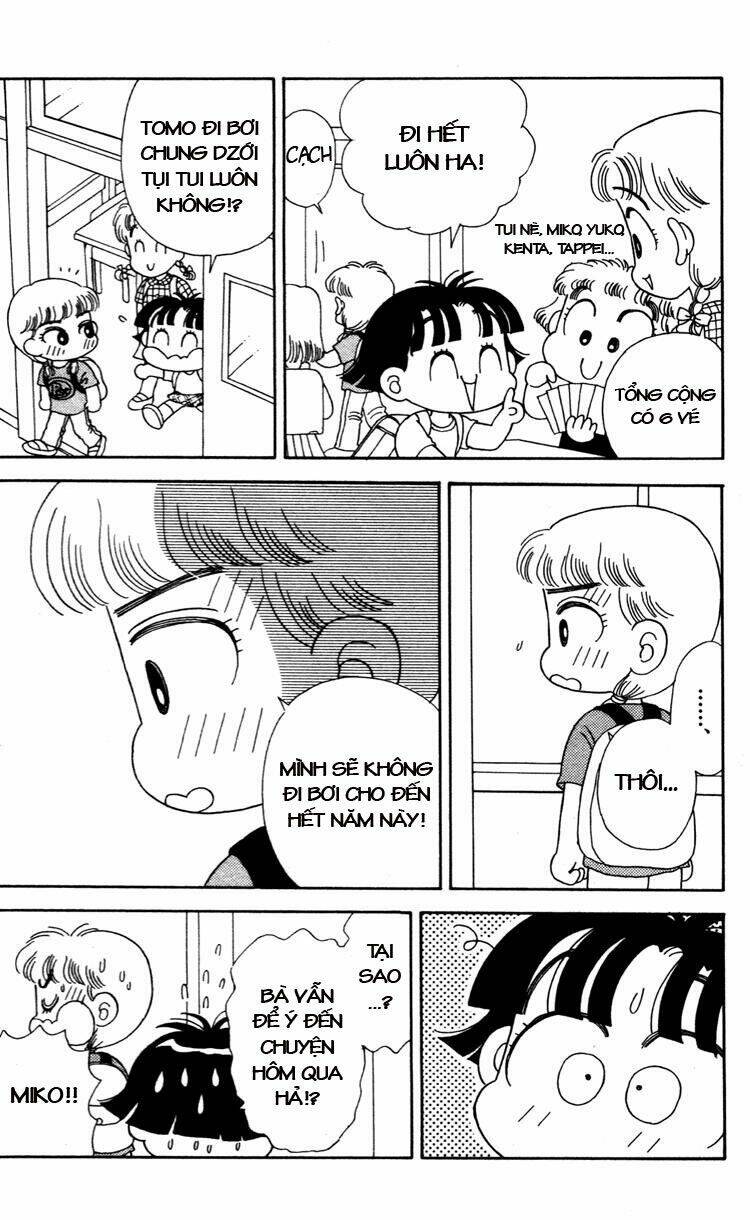 ĐI HẾT
LUÔN HA!
CẠCH
TUI NÈ, MIKO, YUKO,
KENTA, TAPPEI...
TỔNG CỘNG
CÓ 6 VÉ
TOMO ĐI BƠI
CHUNG DZỚI
TỤI TUI LUÔN
KHÔNG!?
......
THÔI...
MÌNH SẼ KHÔNG
ĐI BƠI CHO ĐẾN
HẾT NĂM NÀY!
TẠI
SAO
...?
BÀ VẪN
ĐỂ Ý ĐẾN
CHUYỆN
HÔM QUA
HẢ!?
MIKO!!